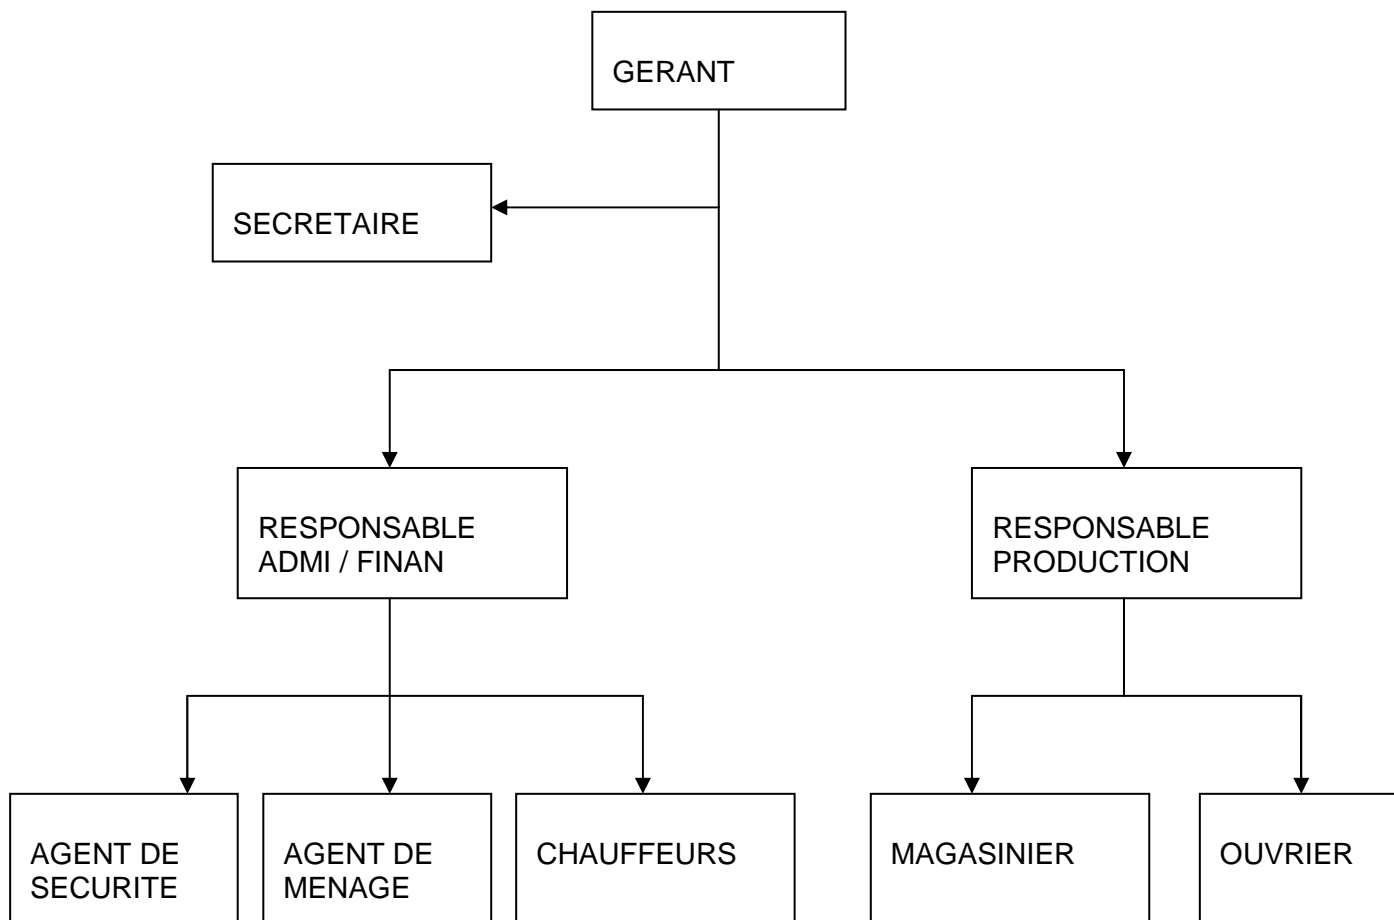 GERANT
SECRETAIRE
RESPONSABLE
ADMI / FINAN
RESPONSABLE
PRODUCTION
AGENT DE
SECURITE
AGENT DE
MENAGE
CHAUFFEURS
MAGASINIER
OUVRIER